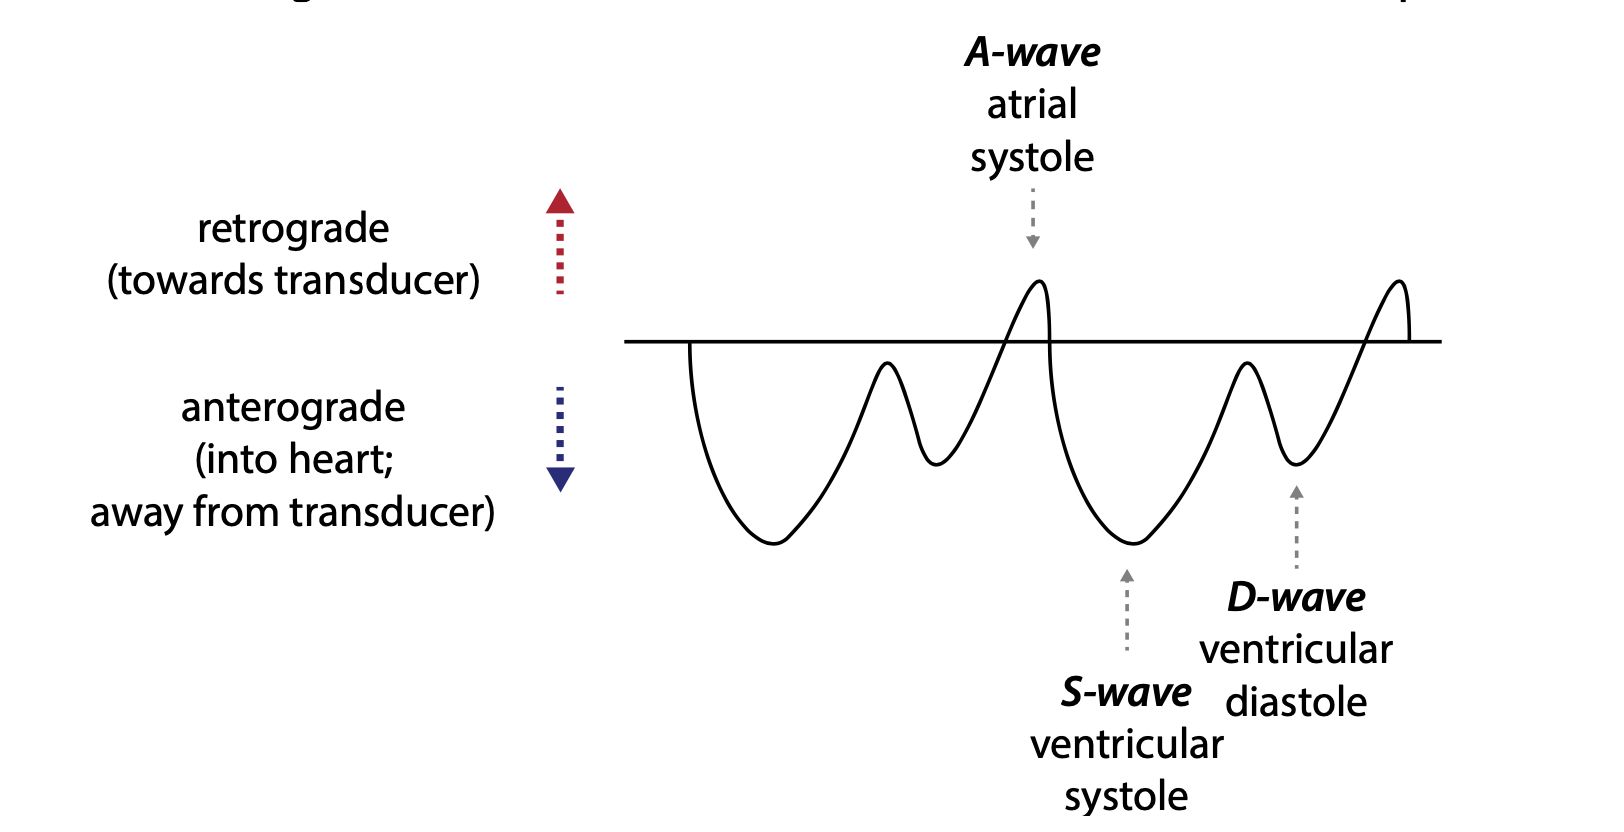 A-wave
atrial
systole
retrograde
(towards transducer)
anterograde
(into heart;
away from transducer)
D-wave
ventricular
diastole
S-wave
ventricular
systole